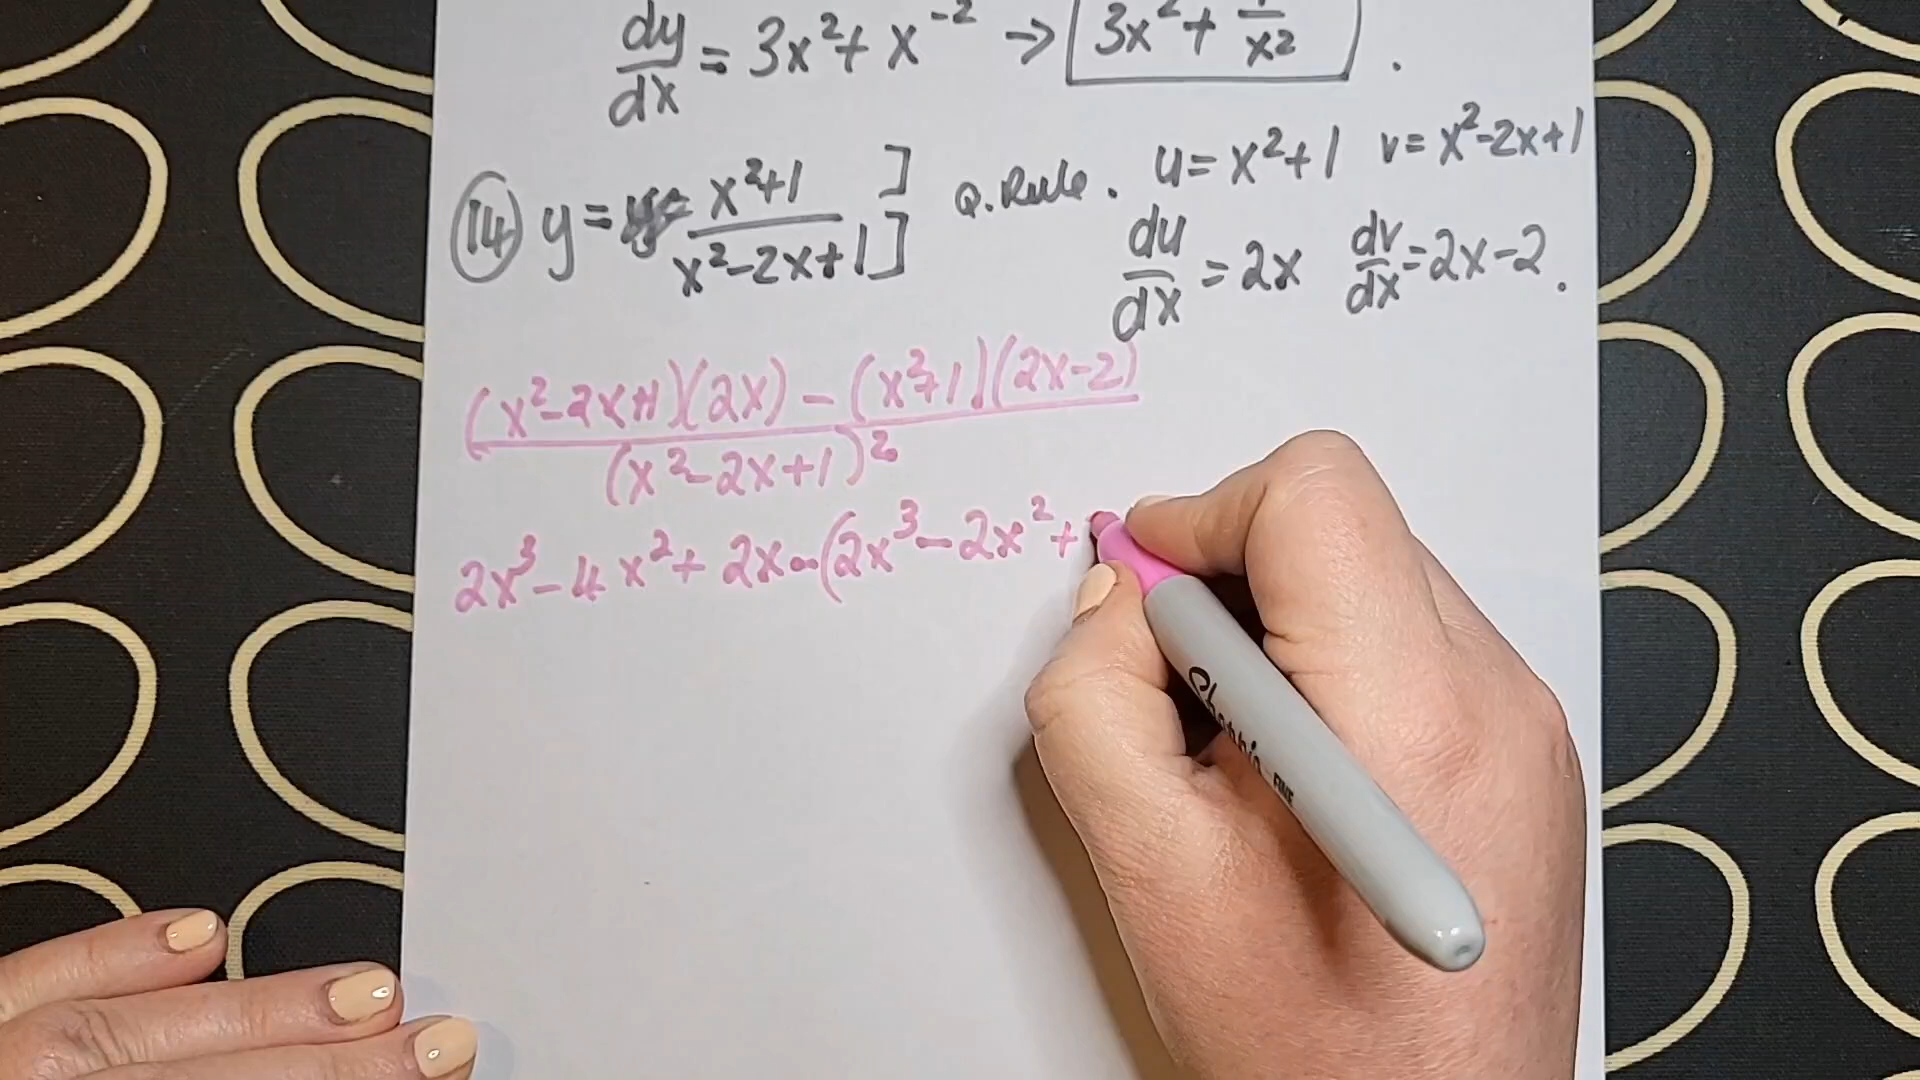 dy/dx = 3x² + x⁻² → 3x² + 1/x² .
14 y = x²+1 / x²-2x+1 ] Q. Rule . u = x²+1 v = x²-2x+1
du/dx = 2x dv/dx = 2x-2 .
(x²-2x+1)(2x) - (x²+1)(2x-2)
(x²-2x+1)²
2x³ - 4x² + 2x - (2x³ - 2x² +
Sharpie FINE